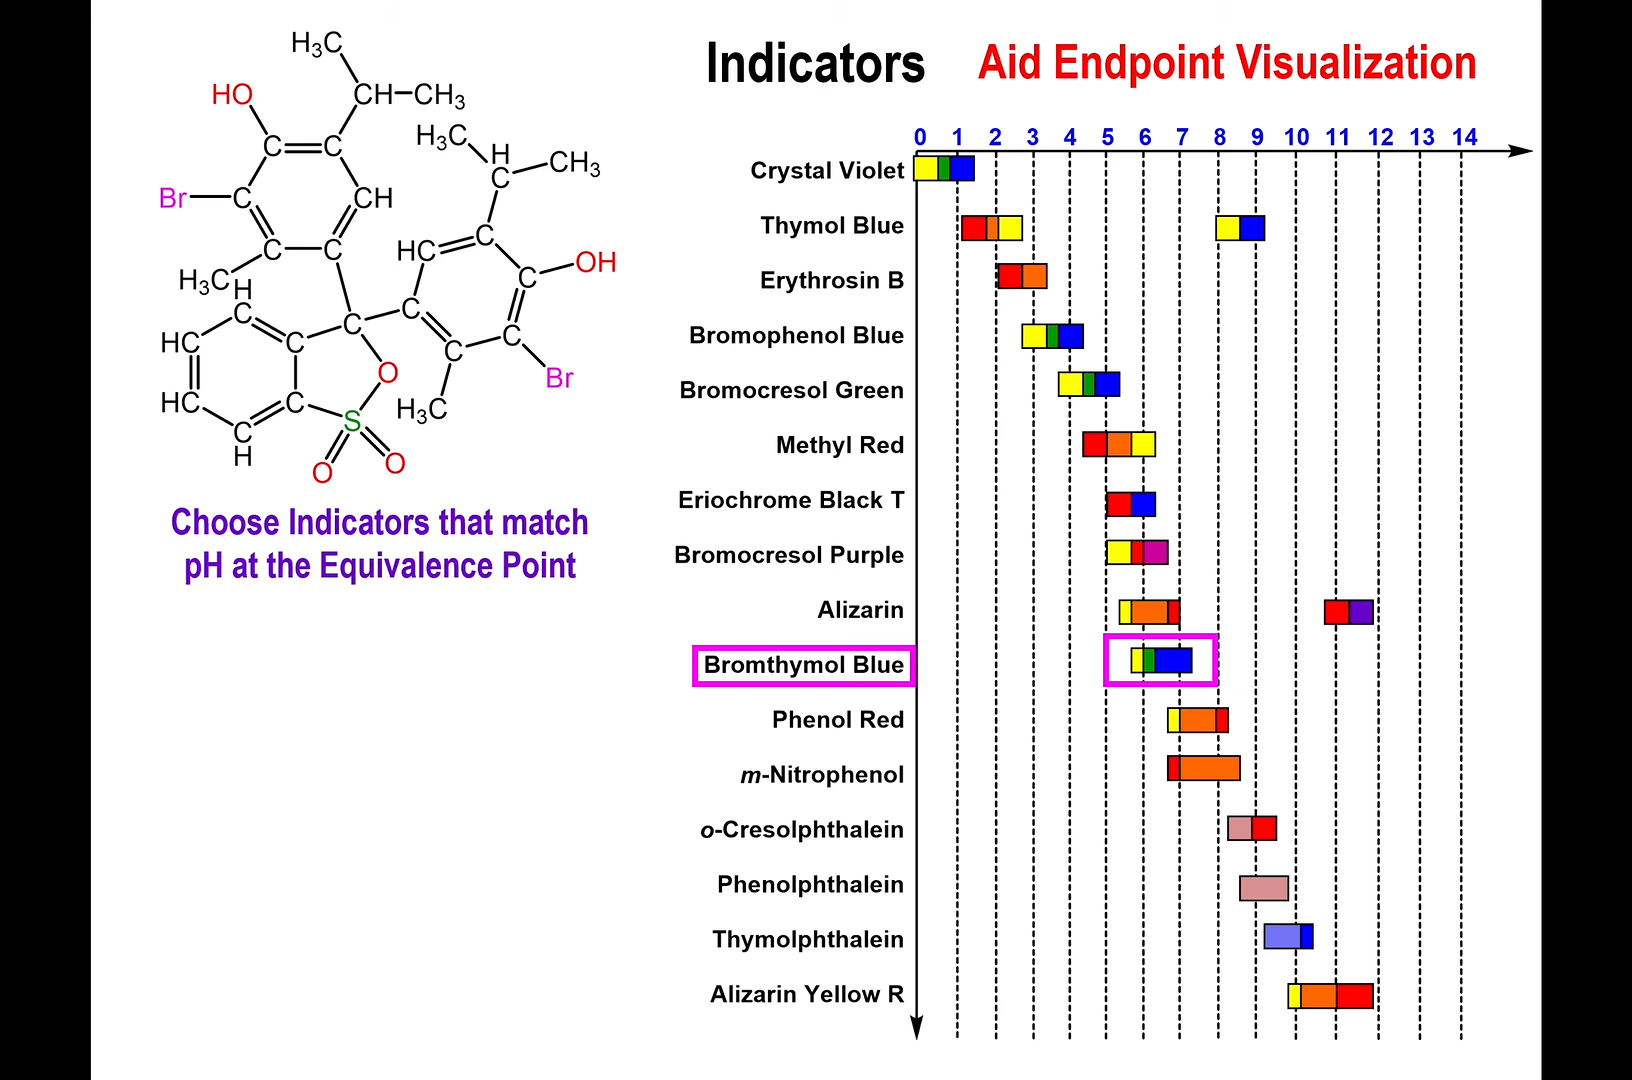 Indicators Aid Endpoint Visualization
H3C
HO
CH–CH3
C C
Br C CH
C C
H3C
H3C
H
C CH3
HC C
C OH
C C
C Br
H3C
H
C
HC C C
O
HC C
C S
H
O O
Choose Indicators that match
pH at the Equivalence Point
0 1 2 3 4 5 6 7 8 9 10 11 12 13 14
Crystal Violet
Thymol Blue
Erythrosin B
Bromophenol Blue
Bromocresol Green
Methyl Red
Eriochrome Black T
Bromocresol Purple
Alizarin
Bromthymol Blue
Phenol Red
m-Nitrophenol
o-Cresolphthalein
Phenolphthalein
Thymolphthalein
Alizarin Yellow R